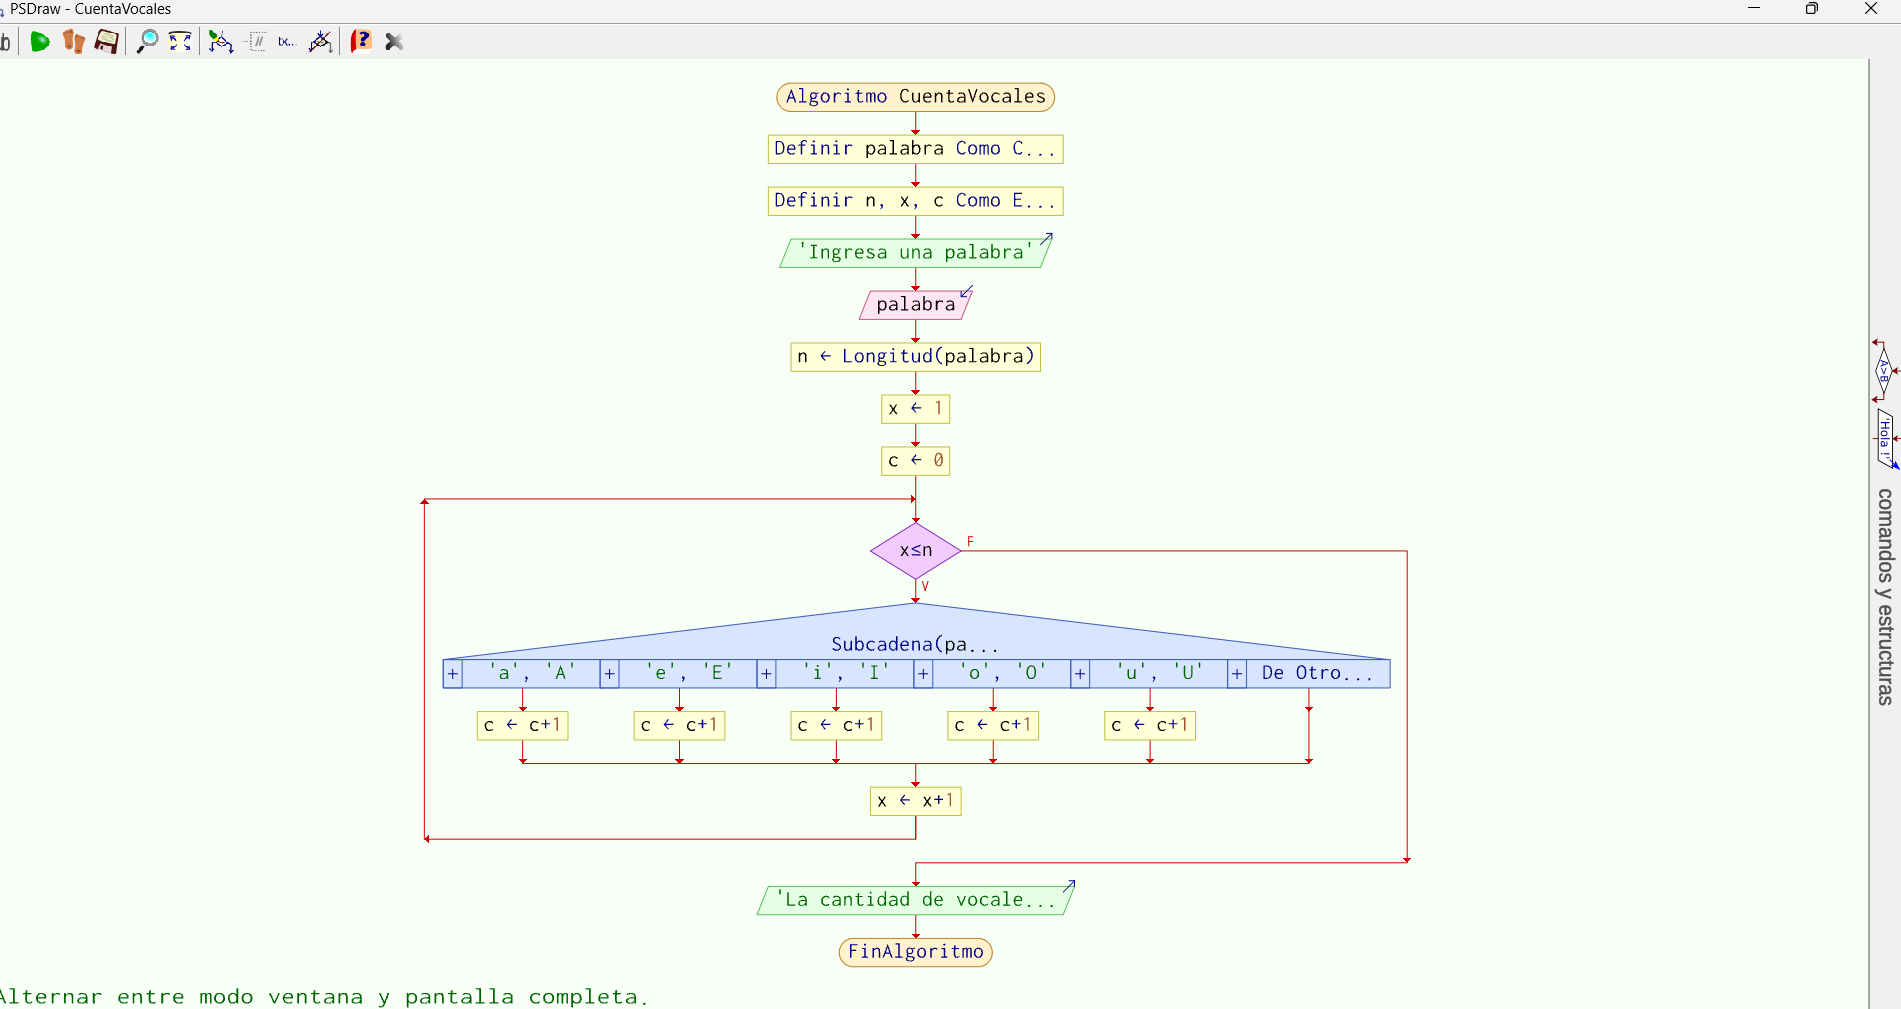 PSDraw - CuentaVocales
tx...
Algoritmo CuentaVocales
Definir palabra Como C...
Definir n, x, c Como E...
'Ingresa una palabra'
palabra
n ← Longitud(palabra)
x ← 1
c ← 0
x≤n
F
V
Subcadena(pa...
+ 'a', 'A' + 'e', 'E' + 'i', 'I' + 'o', 'O' + 'u', 'U' + De Otro...
c ← c+1 c ← c+1 c ← c+1 c ← c+1 c ← c+1
x ← x+1
'La cantidad de vocale...
FinAlgoritmo
Alternar entre modo ventana y pantalla completa.
A>B
'Hola !'
comandos y estructuras